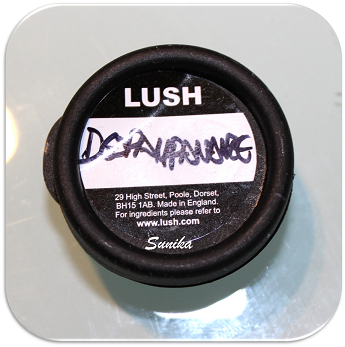 LUSH
29 High Street, Poole, Dorset,
BH15 1AB. Made in England.
For ingredients please refer to
www.lush.com
Sunika